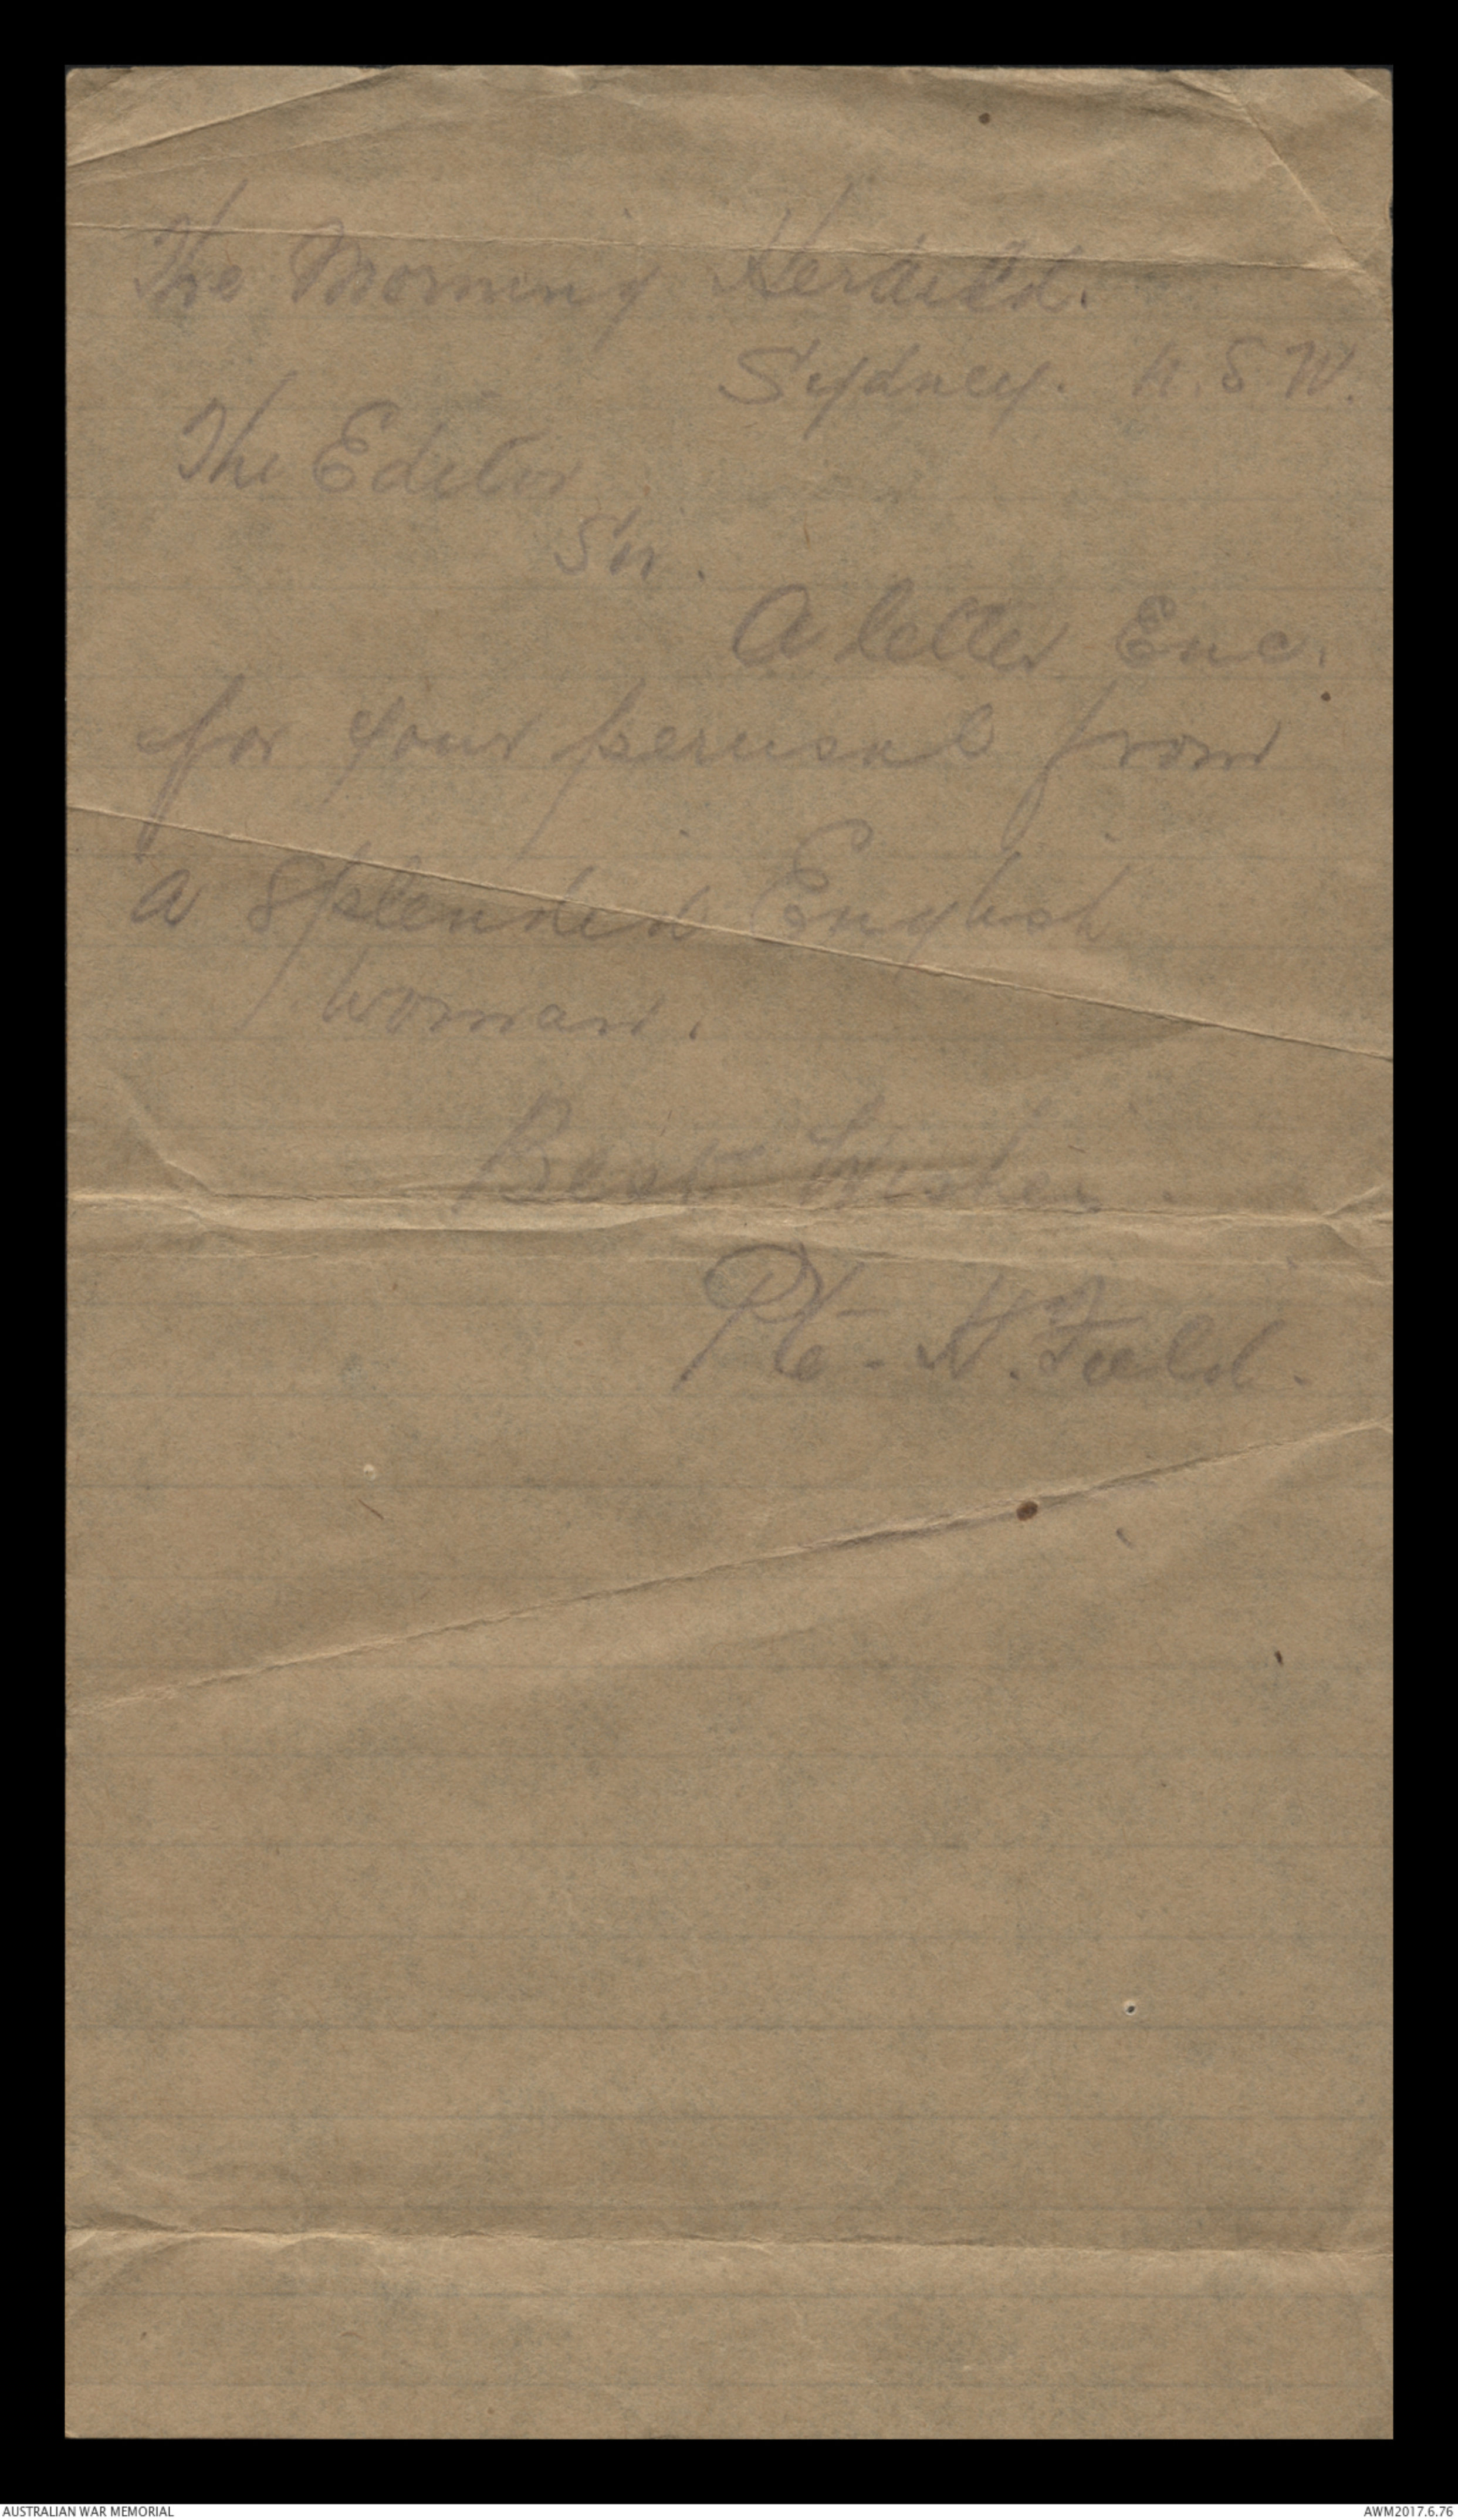 The Morning Herald.
Sydney. N.S.W.
The Editor
Sir.
A letter Enc.
for your perusal from
a splendid English
woman.
Best Wishes.
Pte. H.
AUSTRALIAN WAR MEMORIAL
AWM2017.6.76